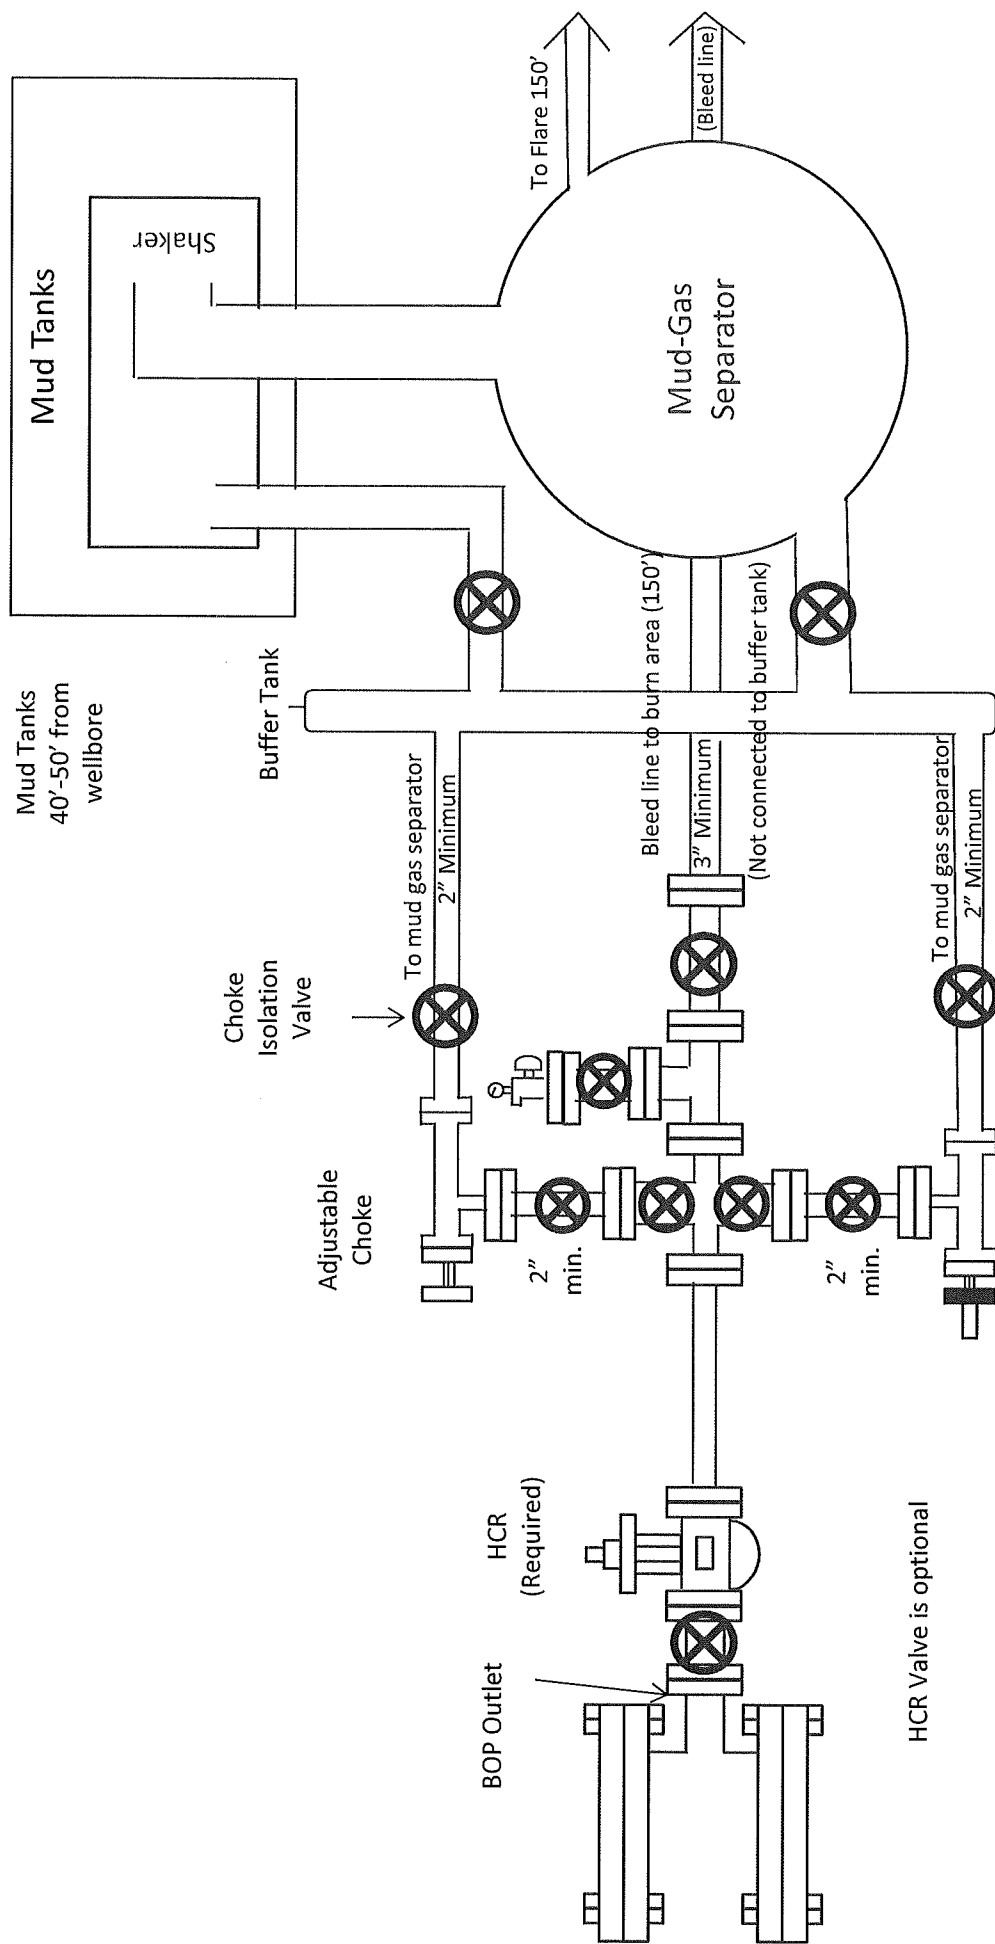 Mud Tanks
40'-50' from
wellbore
Mud Tanks
Shaker
Buffer Tank
To Flare 150'
(Bleed line)
Mud-Gas
Separator
Choke
Isolation
Valve
To mud gas separator
2" Minimum
Bleed line to burn area (150')
3" Minimum
(Not connected to buffer tank)
To mud gas separator
2" Minimum
Adjustable
Choke
2"
min.
2"
min.
HCR
(Required)
BOP Outlet
HCR Valve is optional